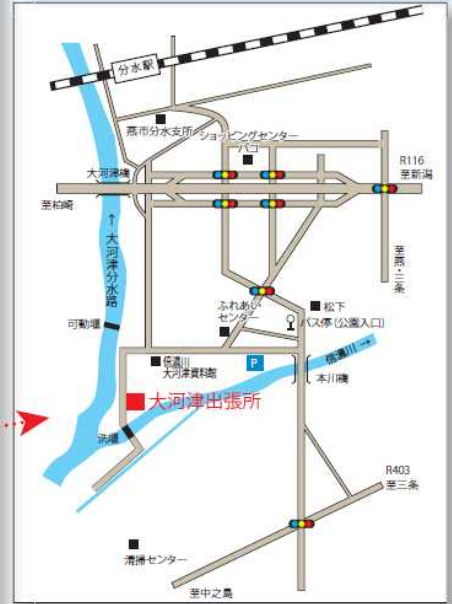 分水駅
燕市分水支所
ショッピングセンター
パコ
大河津橋
R116
至新潟
至柏崎
← 大河津分水路
至燕・三条
ふれあい
センター
松下
バス停(公園入口)
可動堰
信濃川 →
信濃川
大河津資料館
P
本川橋
大河津出張所
洗堰
R403
至三条
清掃センター
至中之島